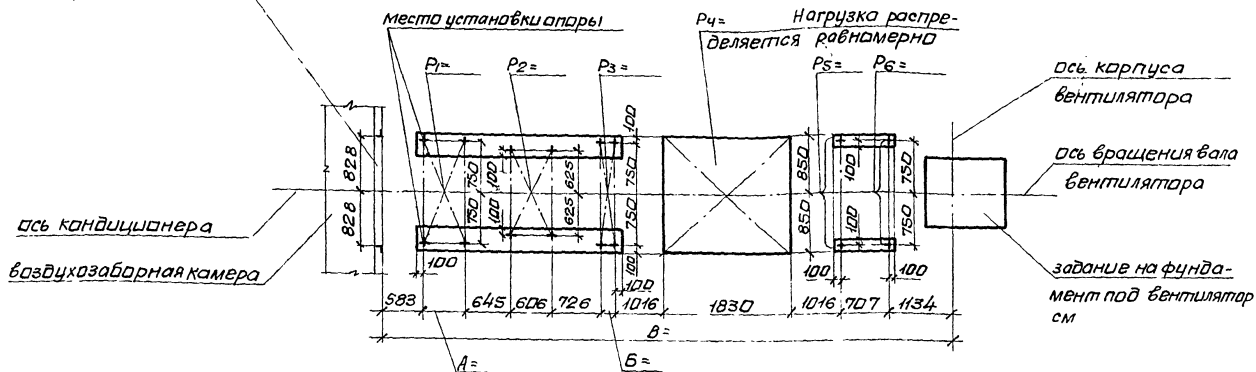 место установки опоры
P4=
Нагрузка распре-
деляется равномерно
P1=
P2=
P3=
P5=
P6=
ось корпуса
вентилятора
ось вращения вала
вентилятора
ось кондиционера
воздухозаборная камера
задание на фунда-
мент под вентилятор
см
828
828
750
750
100
100
625
625
100
750
750
100
850
850
100
100
750
750
100
100
100
100
583
645
606
726
1016
1830
1016
707
1134
A=
Б=
В=